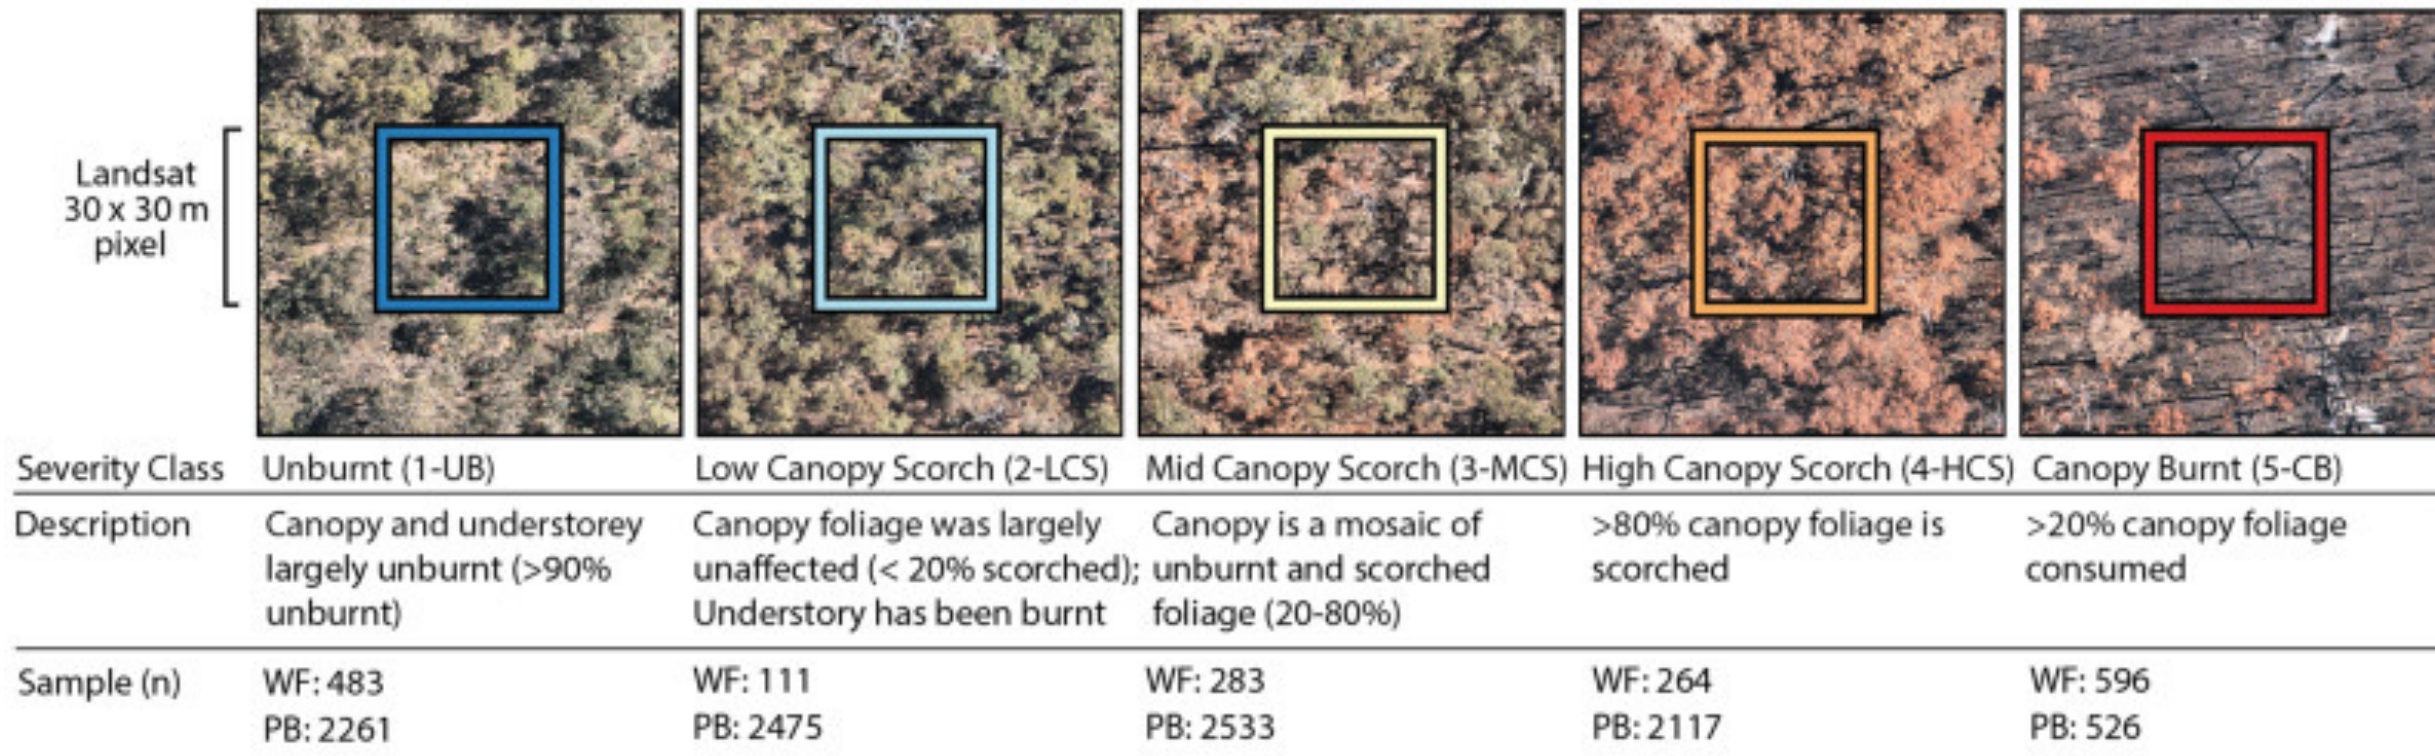 Landsat
30 x 30 m
pixel
Severity Class Unburnt (1-UB) Low Canopy Scorch (2-LCS) Mid Canopy Scorch (3-MCS) High Canopy Scorch (4-HCS) Canopy Burnt (5-CB)
Description Canopy and understorey Canopy foliage was largely Canopy is a mosaic of >80% canopy foliage is >20% canopy foliage
largely unburnt (>90% unaffected (< 20% scorched); unburnt and scorched scorched consumed
unburnt) Understory has been burnt foliage (20-80%)
Sample (n) WF: 483 WF: 111 WF: 283 WF: 264 WF: 596
PB: 2261 PB: 2475 PB: 2533 PB: 2117 PB: 526